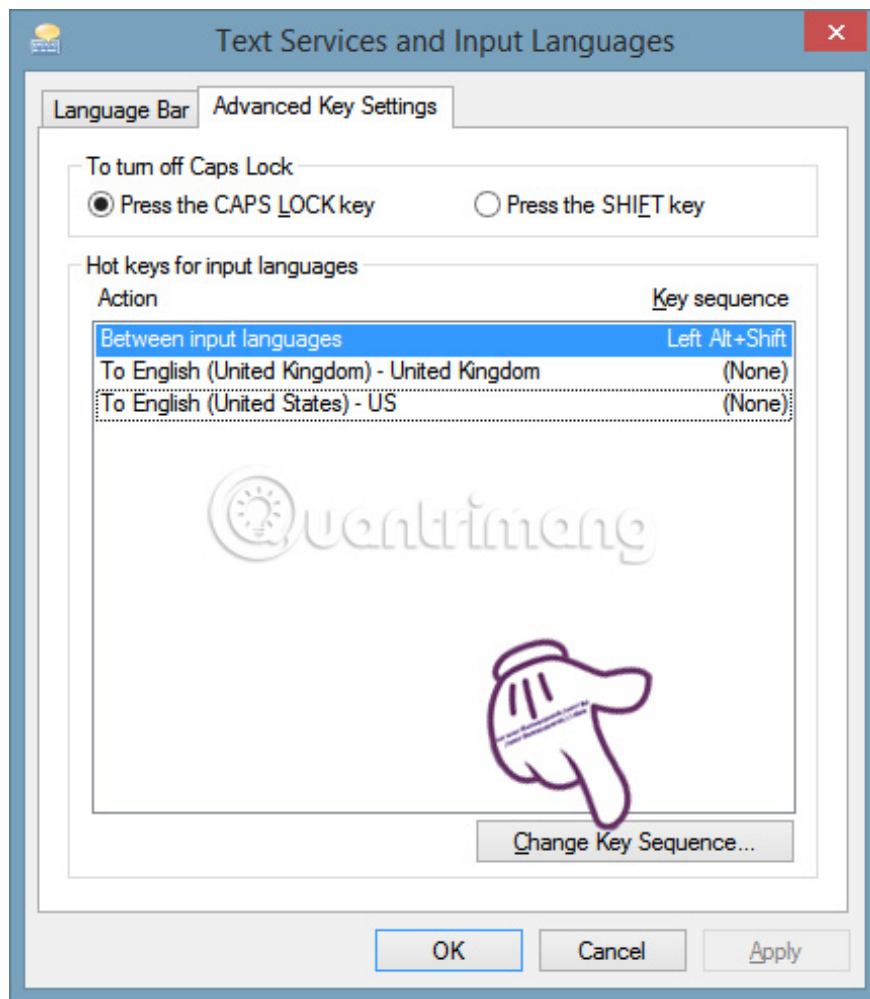 Text Services and Input Languages
Language Bar
Advanced Key Settings
To turn off Caps Lock
Press the CAPS LOCK key
Press the SHIFT key
Hot keys for input languages
Action
Key sequence
Between input languages
Left Alt+Shift
To English (United Kingdom) - United Kingdom
(None)
To English (United States) - US
(None)
Quantrimang
Change Key Sequence...
OK
Cancel
Apply